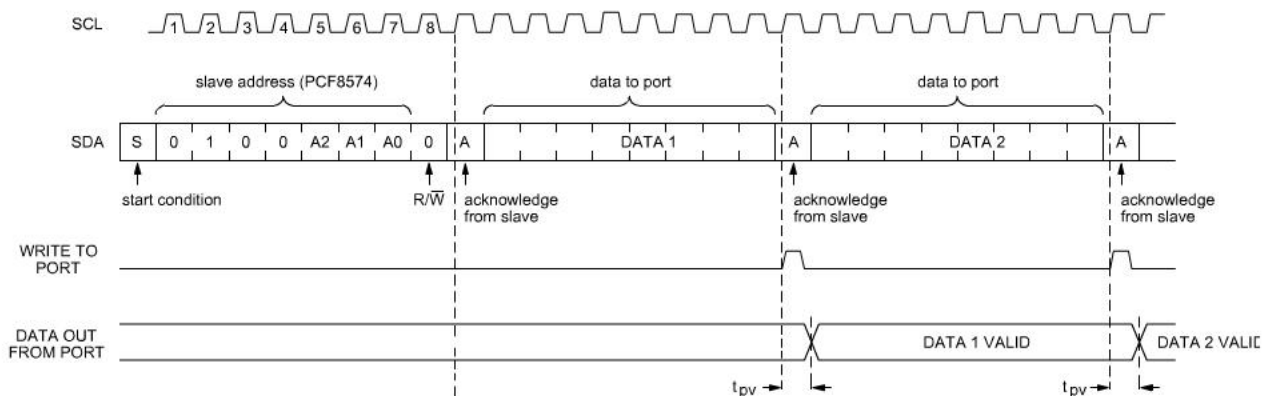 SCL
1 2 3 4 5 6 7 8
slave address (PCF8574)
data to port
data to port
SDA
S 0 1 0 0 A2 A1 A0 0 A DATA 1 A DATA 2 A
start condition
R/W̅
acknowledge
from slave
acknowledge
from slave
acknowledge
from slave
WRITE TO
PORT
DATA OUT
FROM PORT
DATA 1 VALID
DATA 2 VALID
tpv
tpv